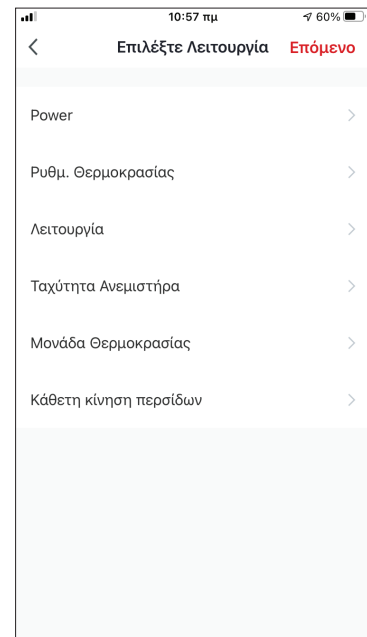 10:57 πμ 60%
Επιλέξτε Λειτουργία Επόμενο
Power
Ρυθμ. Θερμοκρασίας
Λειτουργία
Ταχύτητα Ανεμιστήρα
Μονάδα Θερμοκρασίας
Κάθετη κίνηση περσίδων